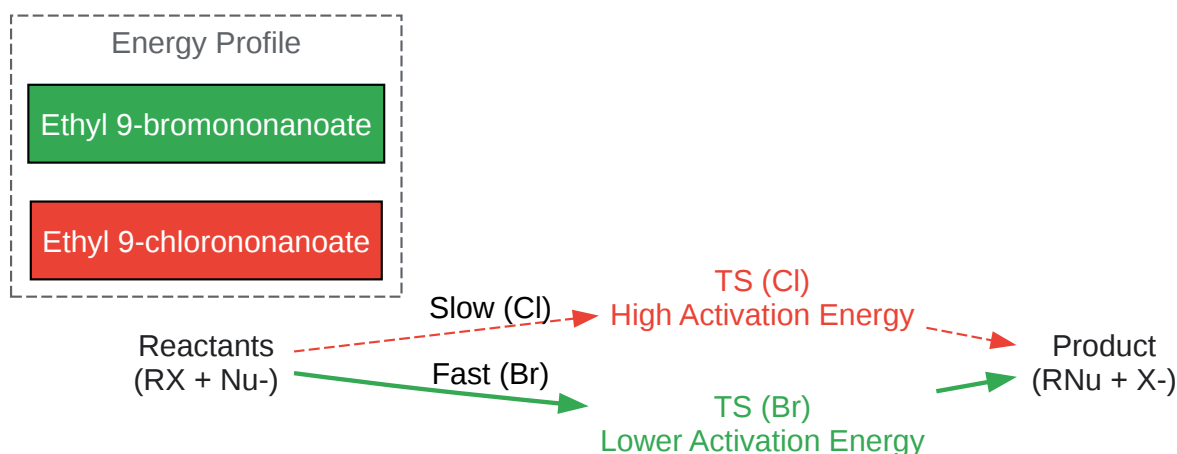 Energy Profile
Ethyl 9-bromononanoate
Ethyl 9-chlorononanoate
Slow (Cl)
TS (Cl)
High Activation Energy
Reactants
(RX + Nu-)
Fast (Br)
TS (Br)
Lower Activation Energy
Product
(RNu + X-)